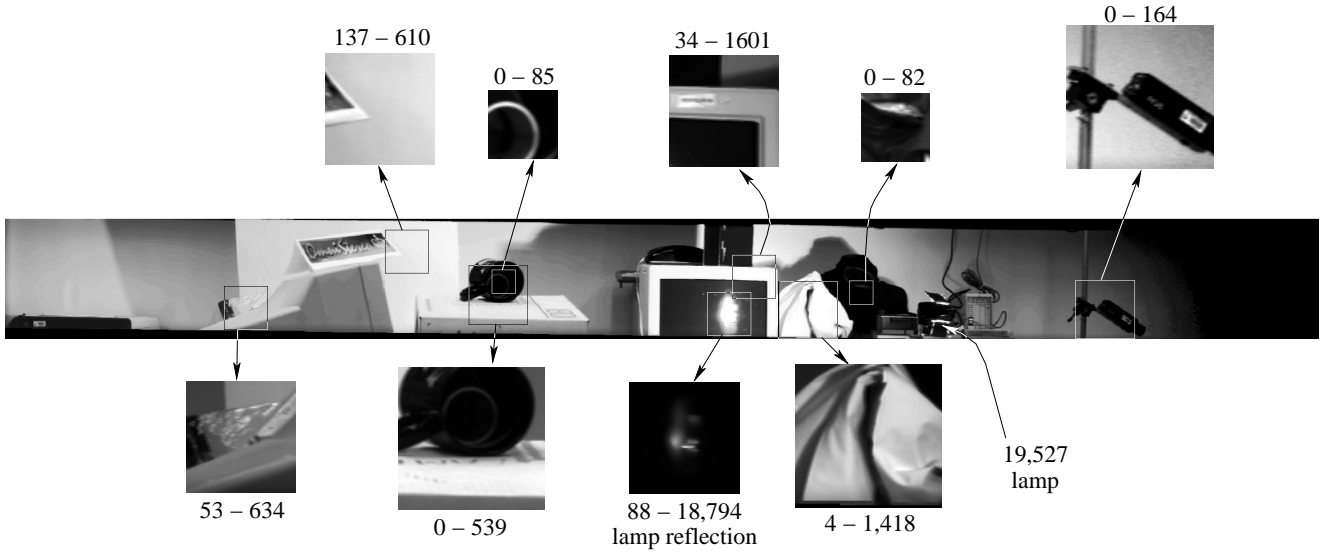 137 – 610
0 – 85
34 – 1601
0 – 82
0 – 164
OmniStereo
53 – 634
0 – 539
88 – 18,794
lamp reflection
4 – 1,418
19,527
lamp